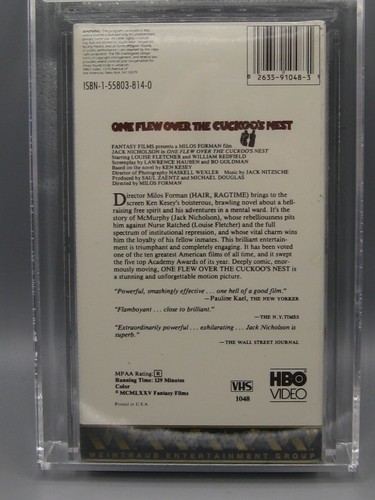 8 2635-91048-3
ISBN-1-55803-814-0
ONE FLEW OVER THE CUCKOO'S NEST
FANTASY FILMS presents a MILOS FORMAN film
JACK NICHOLSON in ONE FLEW OVER THE CUCKOO'S NEST
Starring LOUISE FLETCHER and WILLIAM REDFIELD
Screenplay by LAWRENCE HAUBEN and BO GOLDMAN
Based on the novel by KEN KESEY
Director of Photography HASKELL WEXLER Music by JACK NITZSCHE
Produced by SAUL ZAENTZ and MICHAEL DOUGLAS
Directed by MILOS FORMAN
Director Milos Forman (HAIR, RAGTIME) brings to the
screen Ken Kesey's boisterous, brawling novel about a hell-
raising free spirit and his adventures in a mental ward. It's the
story of McMurphy (Jack Nicholson), whose rebelliousness pits
him against Nurse Ratched (Louise Fletcher) and the full
spectrum of institutional repression, and whose vital charm wins
him the loyalty of his fellow inmates. This brilliant entertain-
ment is triumphant and completely engaging. It has been voted
one of the ten greatest American films of all time, and it swept
the five top Academy Awards of its year. Deeply comic, enor-
mously moving, ONE FLEW OVER THE CUCKOO'S NEST is
a stunning and unforgettable motion picture.
"Powerful, smashingly effective . . . one hell of a good film."
— Pauline Kael, THE NEW YORKER
"Flamboyant . . . close to brilliant."
— THE N.Y. TIMES
"Extraordinarily powerful . . . exhilarating . . . Jack Nicholson is
superb."
— THE WALL STREET JOURNAL
MPAA Rating: R
Running Time: 129 Minutes
Color
© MCMLXXV Fantasy Films
Printed in U.S.A.
VHS
1048
HBO
VIDEO
WEINTRAUB ENTERTAINMENT GROUP